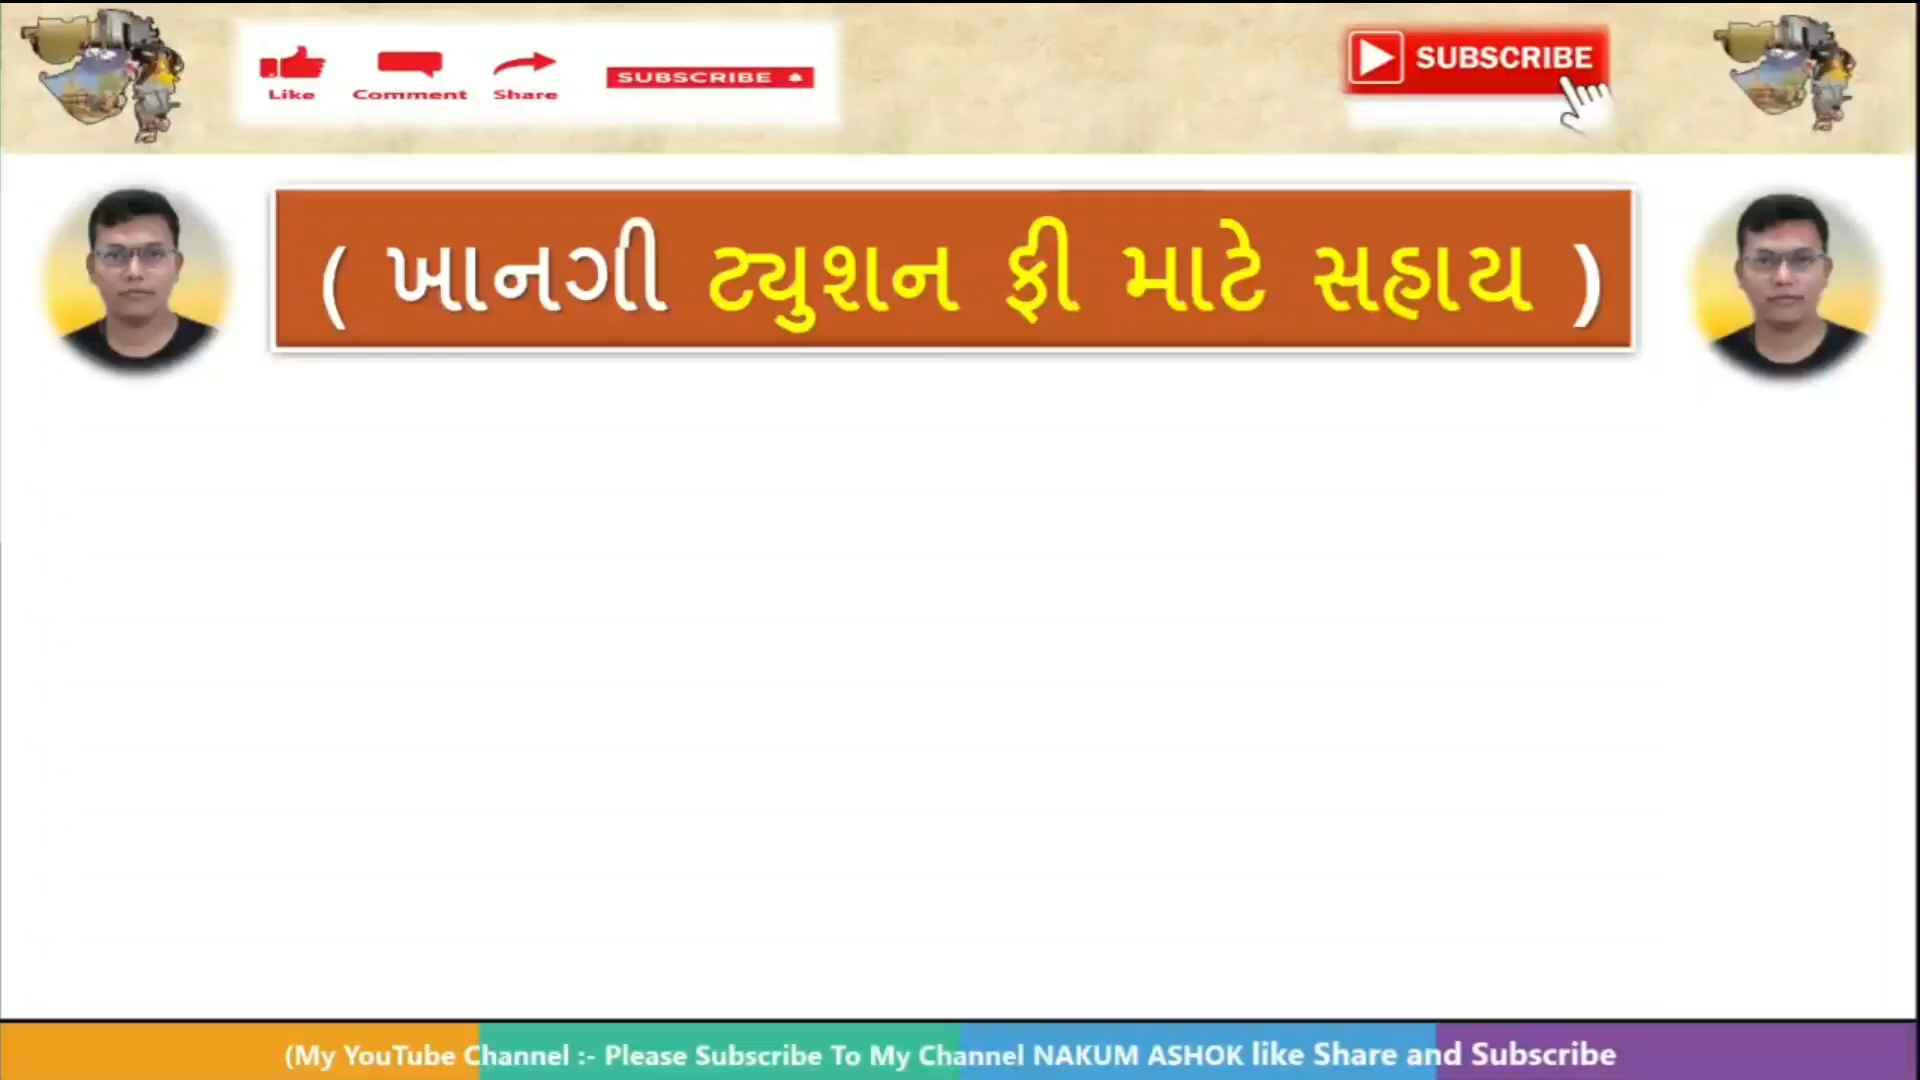 Like Comment Share SUBSCRIBE
SUBSCRIBE
( ખાનગી ટ્યુશન ફી માટે સહાય )
(My YouTube Channel :- Please Subscribe To My Channel NAKUM ASHOK like Share and Subscribe